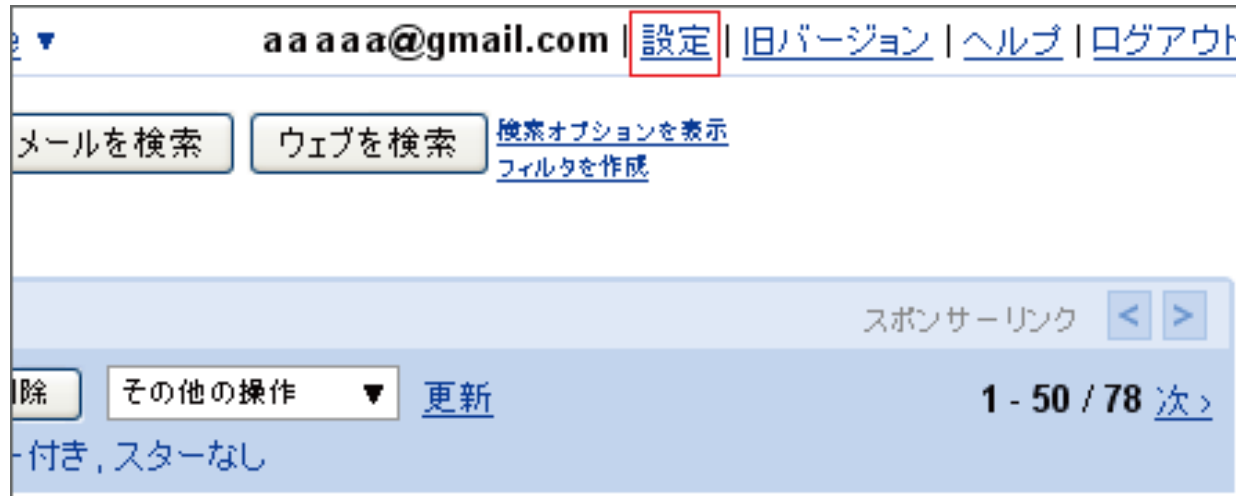 ▼ aaaaa@gmail.com | 設定 | 旧バージョン | ヘルプ | ログアウト
メールを検索 ウェブを検索 検索オプションを表示
フィルタを作成
スポンサーリンク < >
除 その他の操作 ▼ 更新 1 - 50 / 78 次 ›
付き , スターなし